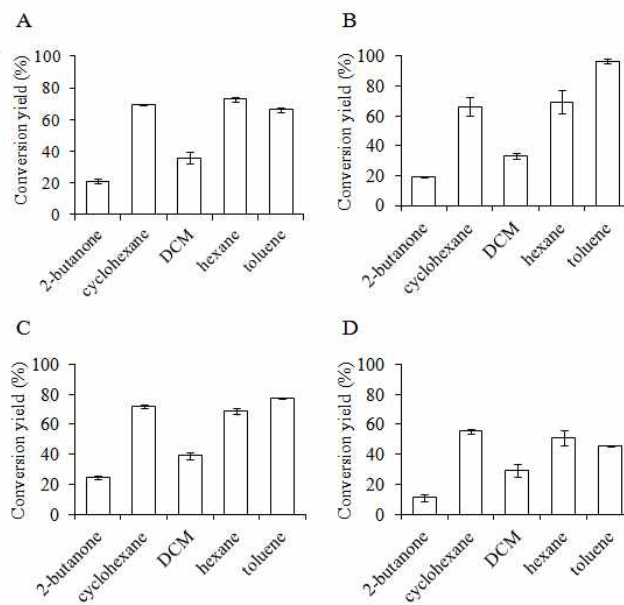 A
Conversion yield (%)
100
80
60
40
20
0
2-butanone
cyclohexane
DCM
hexane
toluene
B
Conversion yield (%)
100
80
60
40
20
0
2-butanone
cyclohexane
DCM
hexane
toluene
C
Conversion yield (%)
100
80
60
40
20
0
2-butanone
cyclohexane
DCM
hexane
toluene
D
Conversion yield (%)
100
80
60
40
20
0
2-butanone
cyclohexane
DCM
hexane
toluene